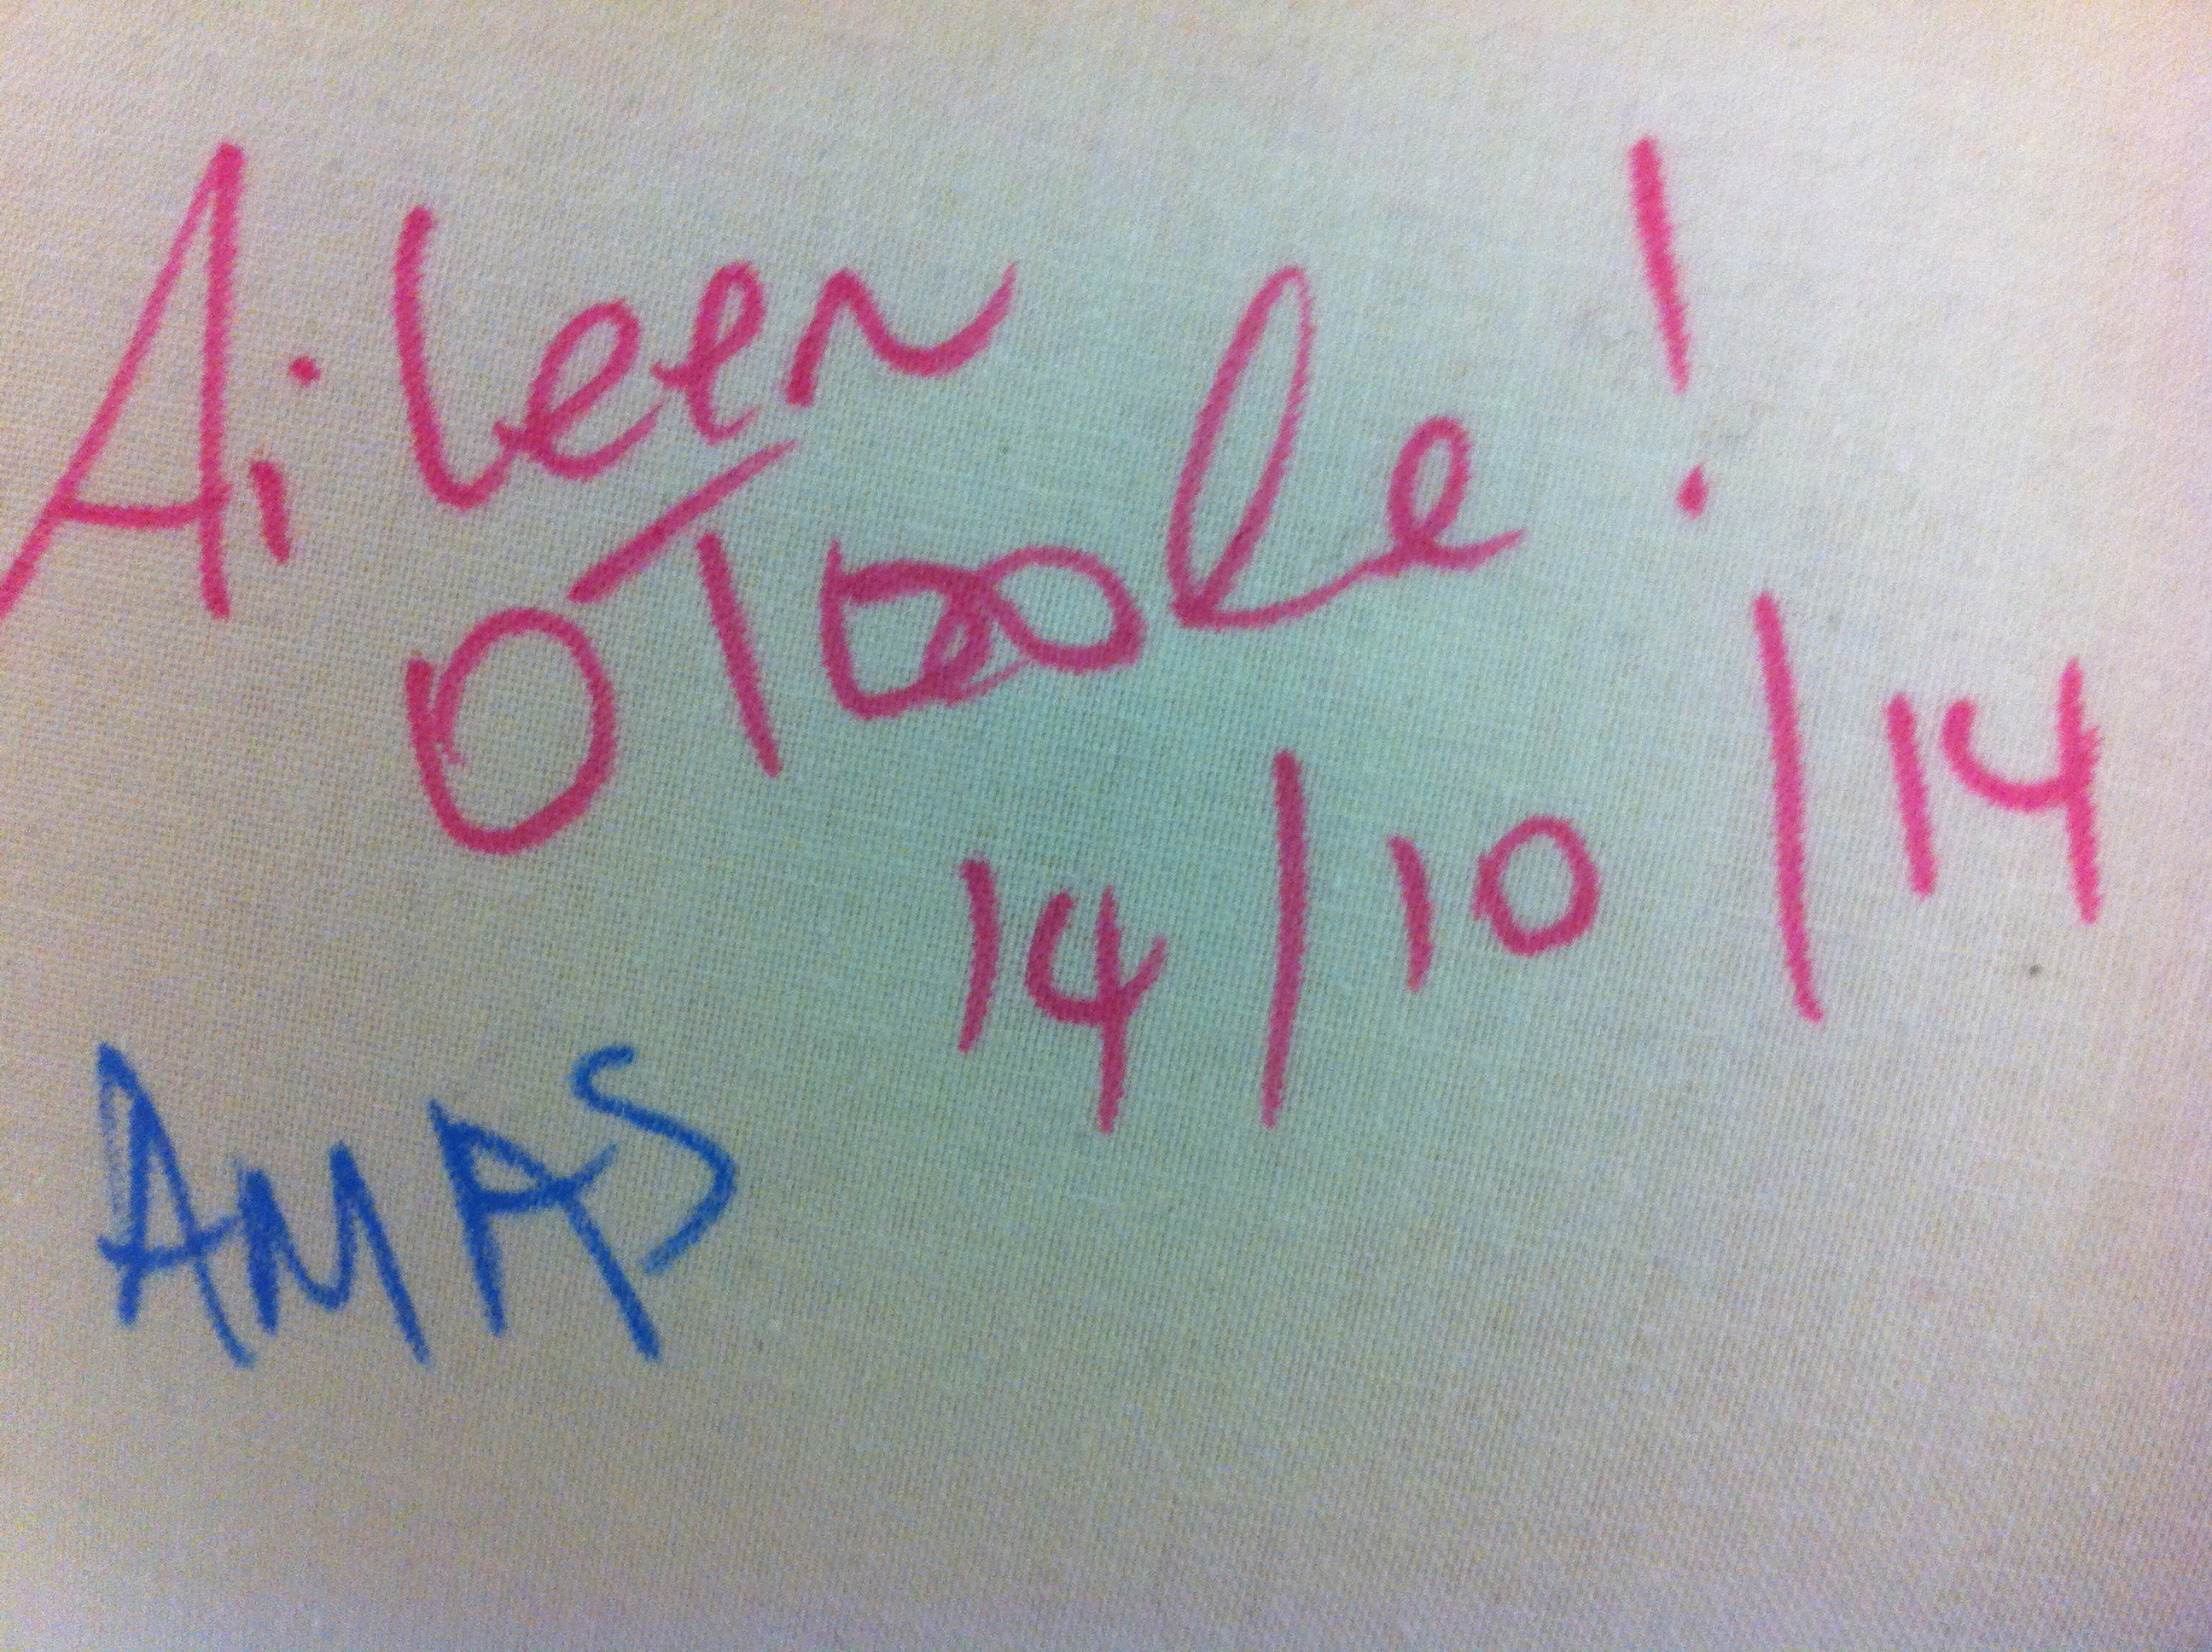 Aileen
O Toole!
14/10/14
AMAS